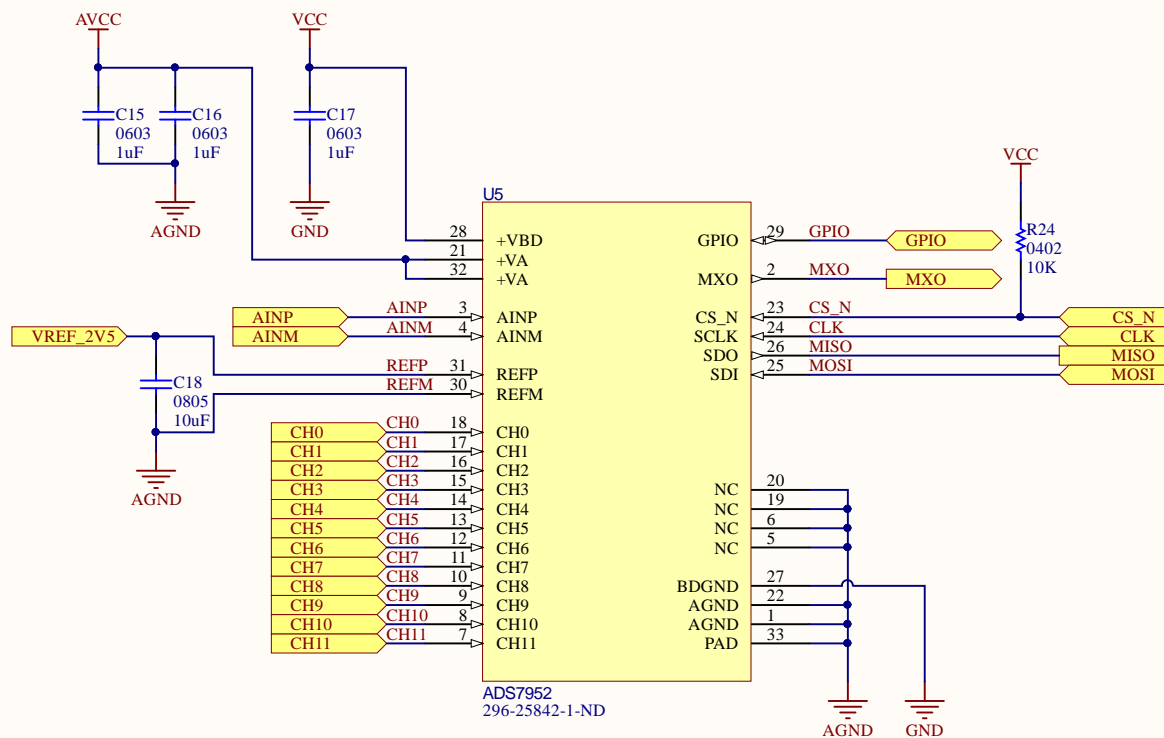 AVCC
VCC
C15
0603
1uF
C16
0603
1uF
C17
0603
1uF
AGND
GND
VCC
R24
0402
10K
U5
28 +VBD
21 +VA
32 +VA
AINP AINP 3 AINP
AINM AINM 4 AINM
VREF_2V5
REFP 31 REFP
REFM 30 REFM
C18
0805
10uF
AGND
CH0 CH0 18 CH0
CH1 CH1 17 CH1
CH2 CH2 16 CH2
CH3 CH3 15 CH3
CH4 CH4 14 CH4
CH5 CH5 13 CH5
CH6 CH6 12 CH6
CH7 CH7 11 CH7
CH8 CH8 10 CH8
CH9 CH9 9 CH9
CH10 CH10 8 CH10
CH11 CH11 7 CH11
GPIO 29 GPIO GPIO
MXO 2 MXO MXO
CS_N 23 CS_N CS_N
SCLK 24 CLK CLK
SDO 26 MISO MISO
SDI 25 MOSI MOSI
NC 20
NC 19
NC 6
NC 5
BDGND 27
AGND 22
AGND 1
PAD 33
ADS7952
296-25842-1-ND
AGND
GND